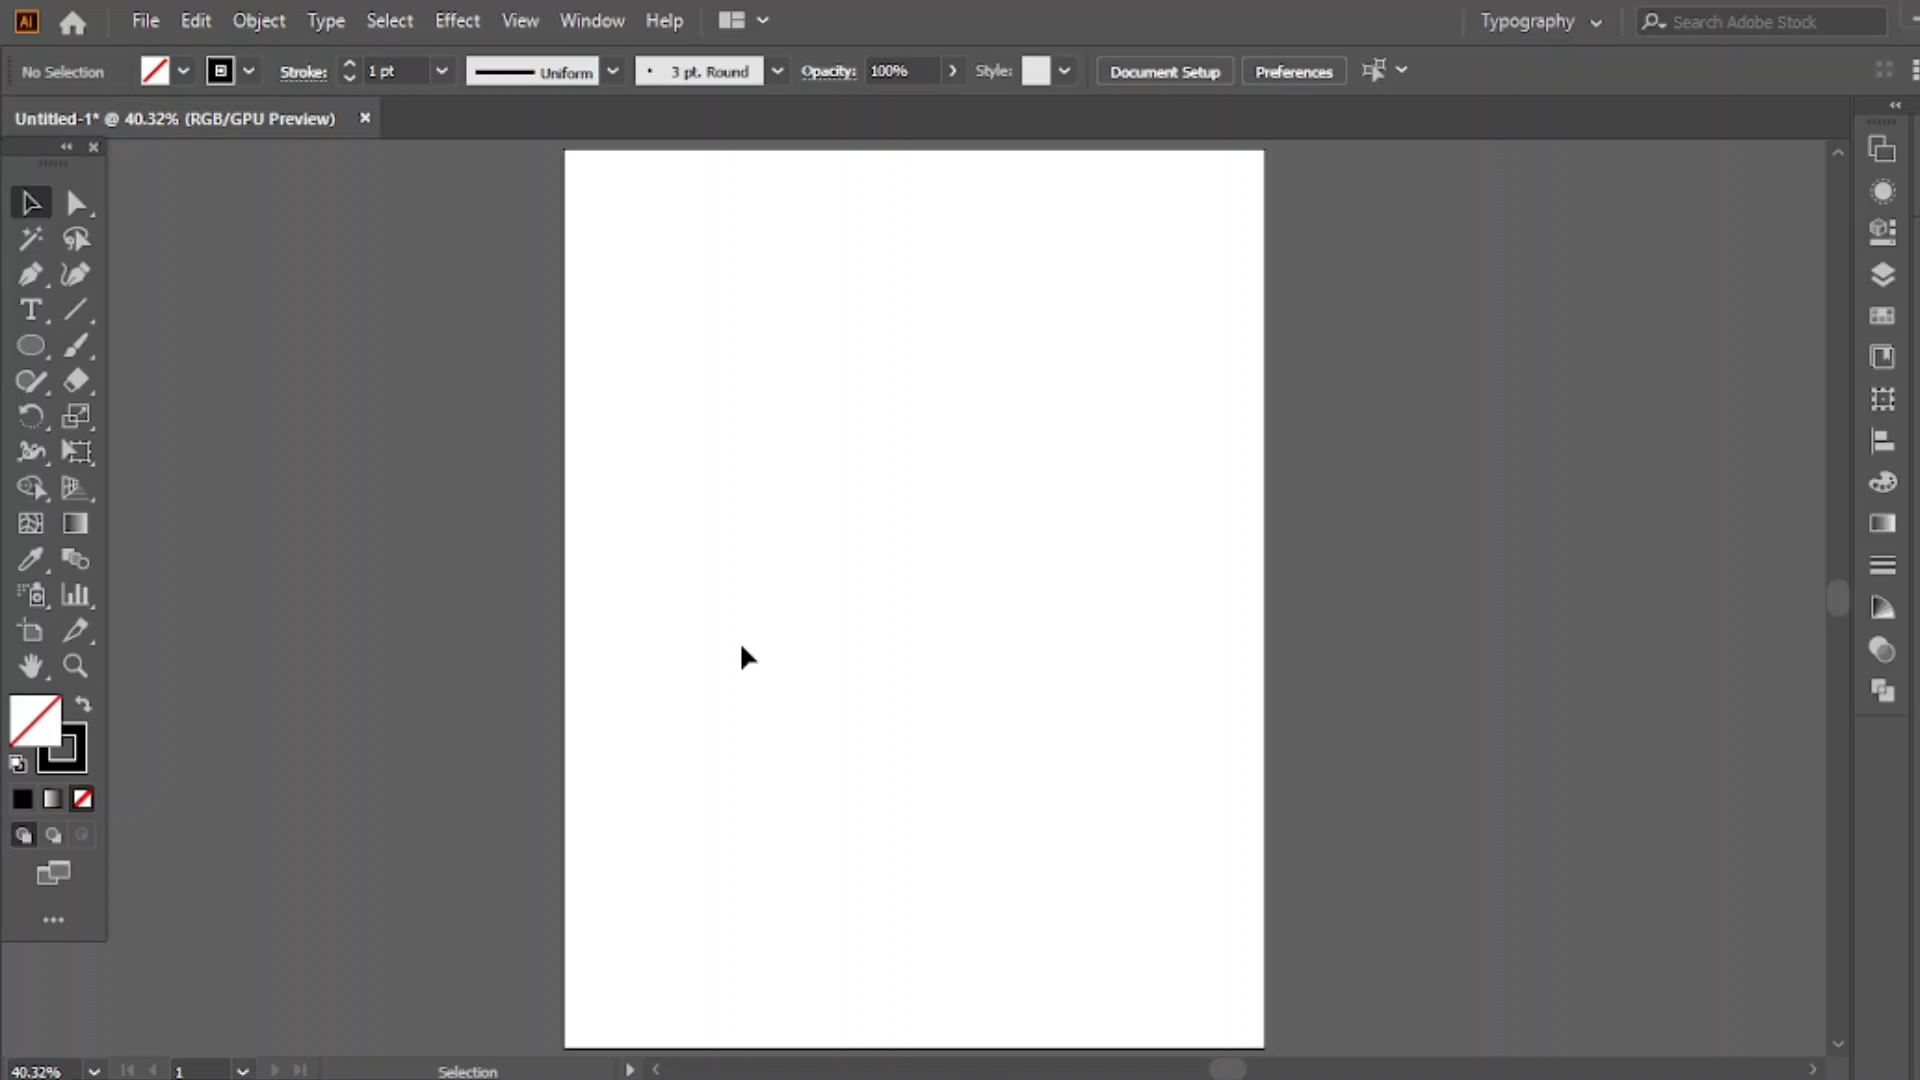 Ai File Edit Object Type Select Effect View Window Help Typography Search Adobe Stock
No Selection Stroke: 1 pt Uniform 3 pt. Round Opacity: 100% Style: Document Setup Preferences
Untitled-1* @ 40.32% (RGB/GPU Preview) ×
40.32% 1 Selection